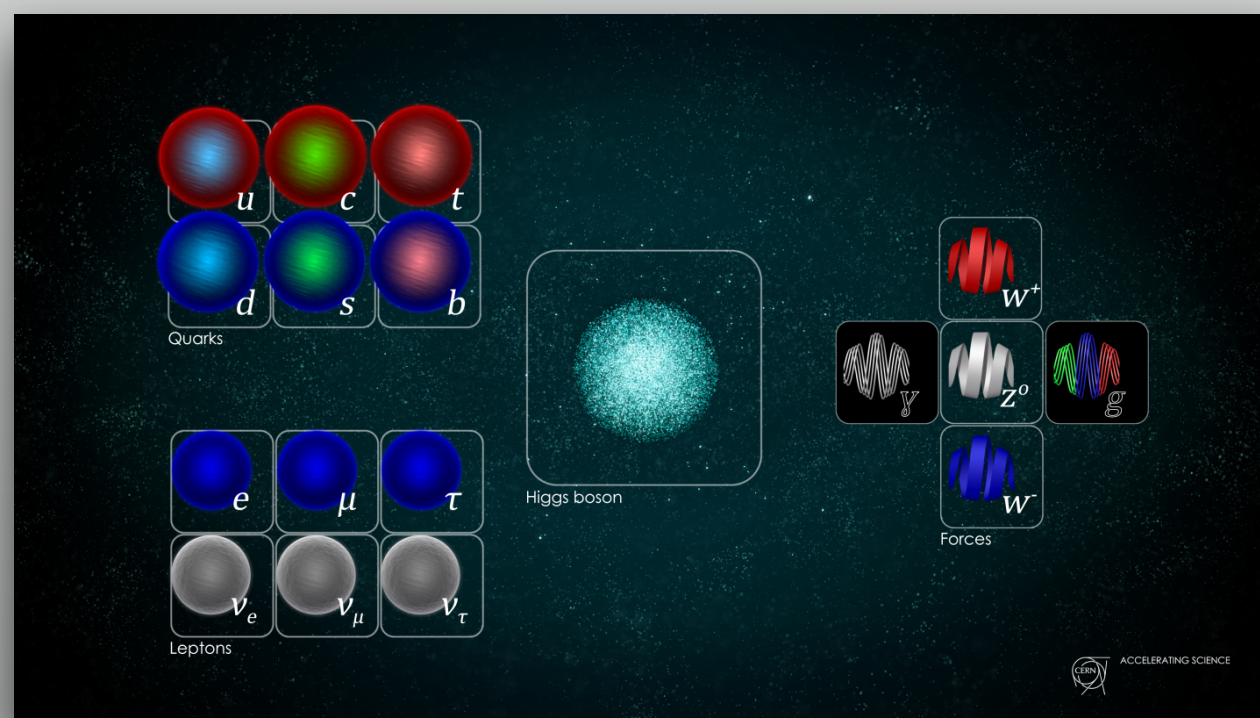 u c t
d s b
Quarks
e μ τ
νe νμ ντ
Leptons
Higgs boson
W+
γ Z0 g
W-
Forces
CERN
ACCELERATING SCIENCE